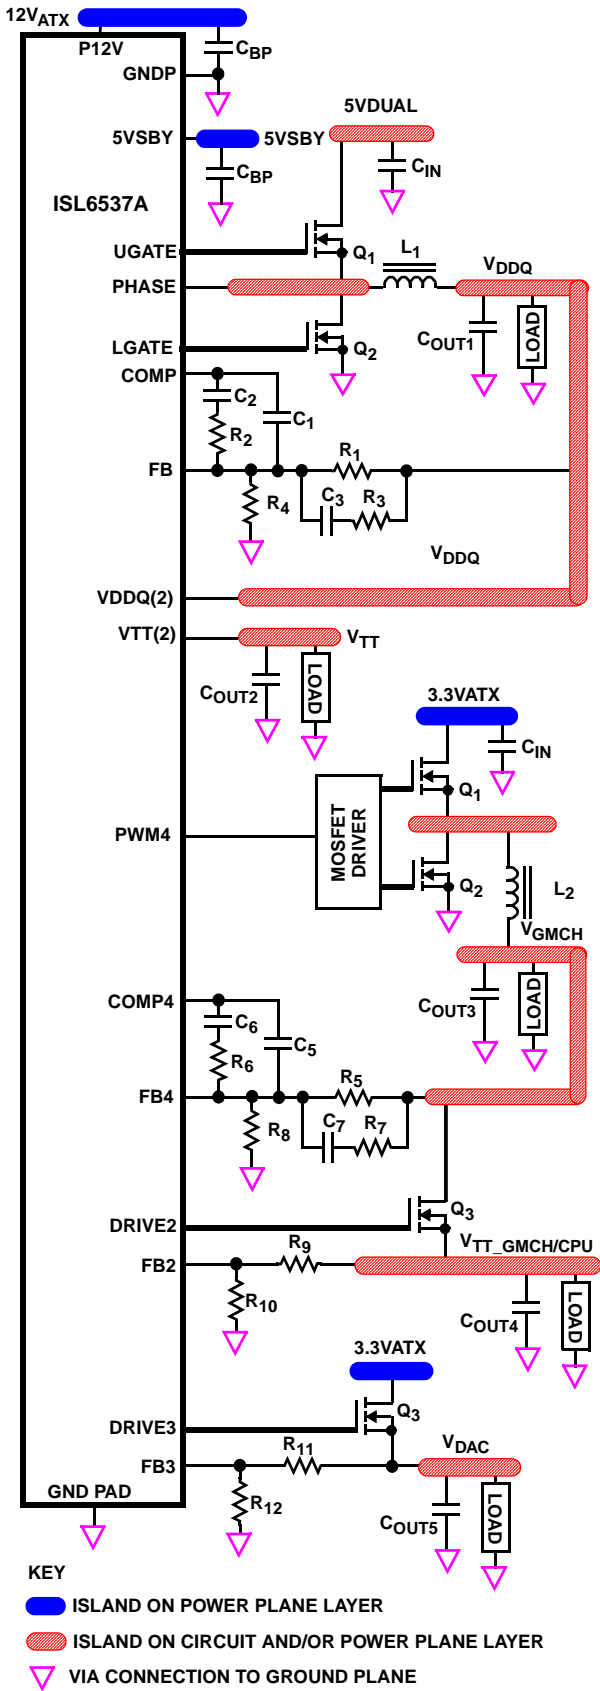 12VATX
P12V
CBP
GNDP
5VDUAL
5VSBY
5VSBY
CBP
CIN
ISL6537A
UGATE
Q1
L1
VDDQ
PHASE
COUT1
LOAD
LGATE
Q2
COMP
C2
C1
R2
R1
FB
R4
C3
R3
VDDQ
VDDQ(2)
VTT(2)
VTT
COUT2
LOAD
3.3VATX
CIN
Q1
PWM4
MOSFET
DRIVER
Q2
L2
VGMCH
COUT3
LOAD
COMP4
C6
C5
R6
R5
FB4
R8
C7
R7
Q3
DRIVE2
R9
VTT_GMCH/CPU
FB2
R10
COUT4
LOAD
3.3VATX
Q3
DRIVE3
R11
VDAC
FB3
GND PAD
R12
COUT5
LOAD
KEY
ISLAND ON POWER PLANE LAYER
ISLAND ON CIRCUIT AND/OR POWER PLANE LAYER
VIA CONNECTION TO GROUND PLANE